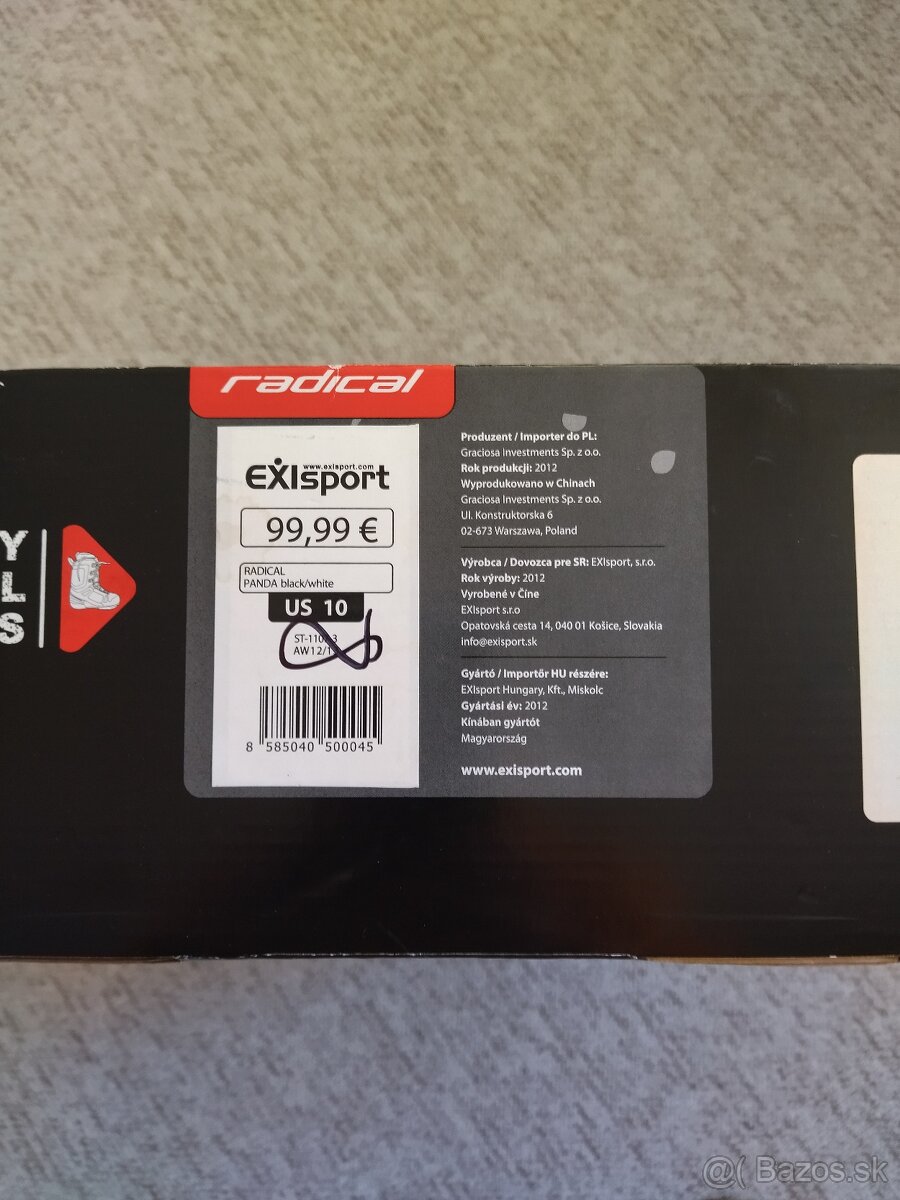 radical
www.exisport.com
EXIsport
99,99 €
RADICAL
PANDA black/white
US 10
AW12/1
8 585040 500045
Produzent / Importer do PL:
Graciosa Investments Sp. z o.o.
Rok produkcji: 2012
Wyprodukowano w Chinach
Graciosa Investments Sp. z o.o.
Ul. Konstruktorska 6
02-673 Warszawa, Poland
Výrobca / Dovozca pre SR: EXIsport, s.r.o.
Rok výroby: 2012
Vyrobené v Číne
EXIsport s.r.o
Opatovská cesta 14, 040 01 Košice, Slovakia
info@exisport.sk
Gyártó / Importőr HU részére:
EXIsport Hungary, Kft., Miskolc
Gyártási év: 2012
Kínában gyártót
Magyarország
www.exisport.com
Y
L
S
@( Bazos.sk